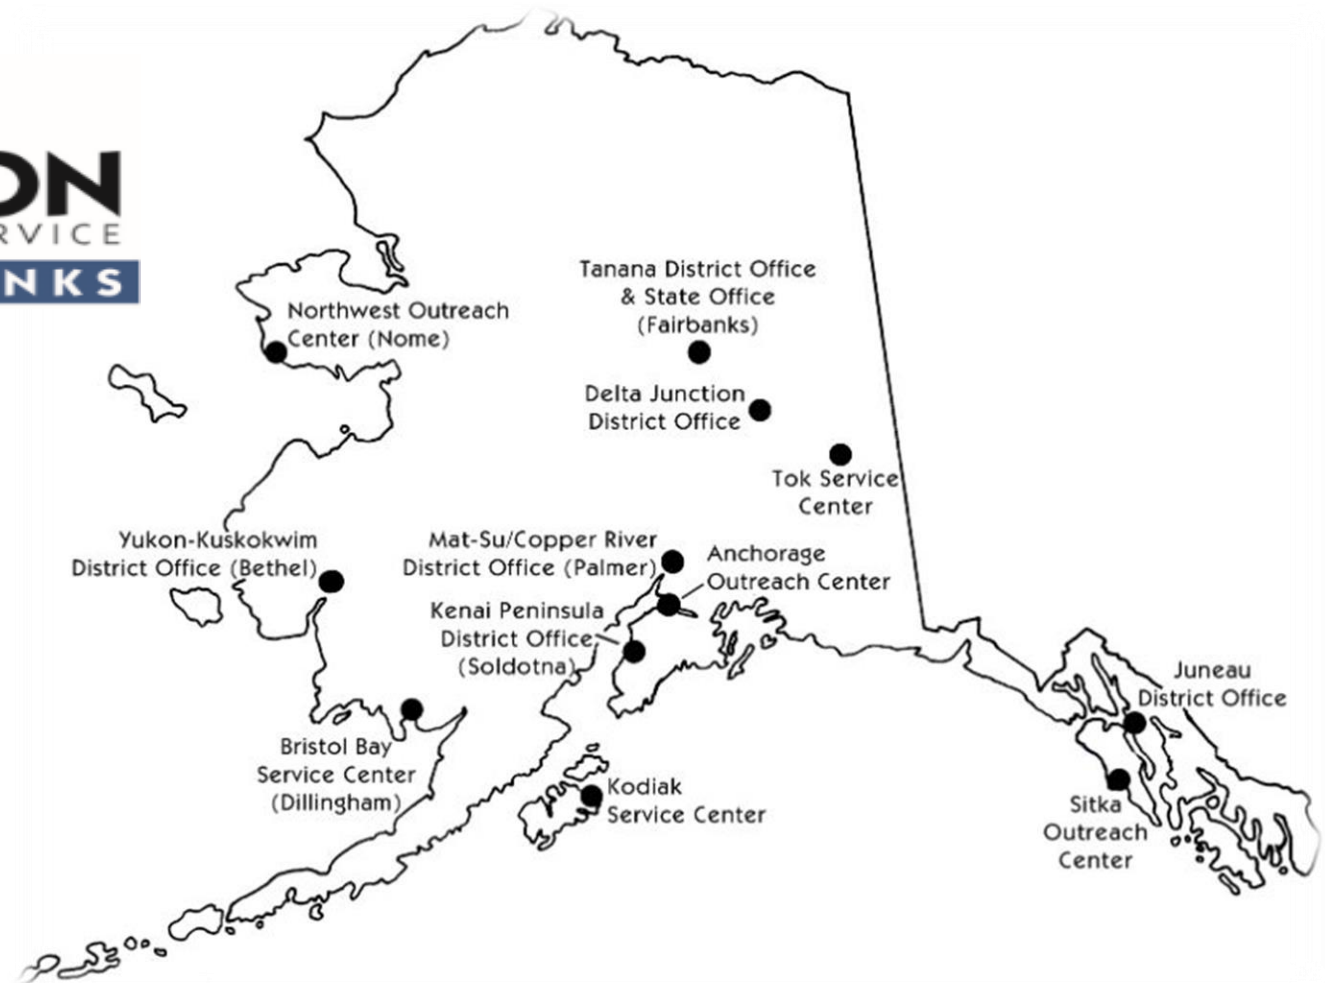 ON
RVICE
NKS
Tanana District Office
& State Office
(Fairbanks)
Northwest Outreach
Center (Nome)
Delta Junction
District Office
Tok Service
Center
Yukon-Kuskokwim
District Office (Bethel)
Mat-Su/Copper River
District Office (Palmer)
Anchorage
Outreach Center
Kenai Peninsula
District Office
(Soldotna)
Juneau
District Office
Bristol Bay
Service Center
(Dillingham)
Kodiak
Service Center
Sitka
Outreach
Center